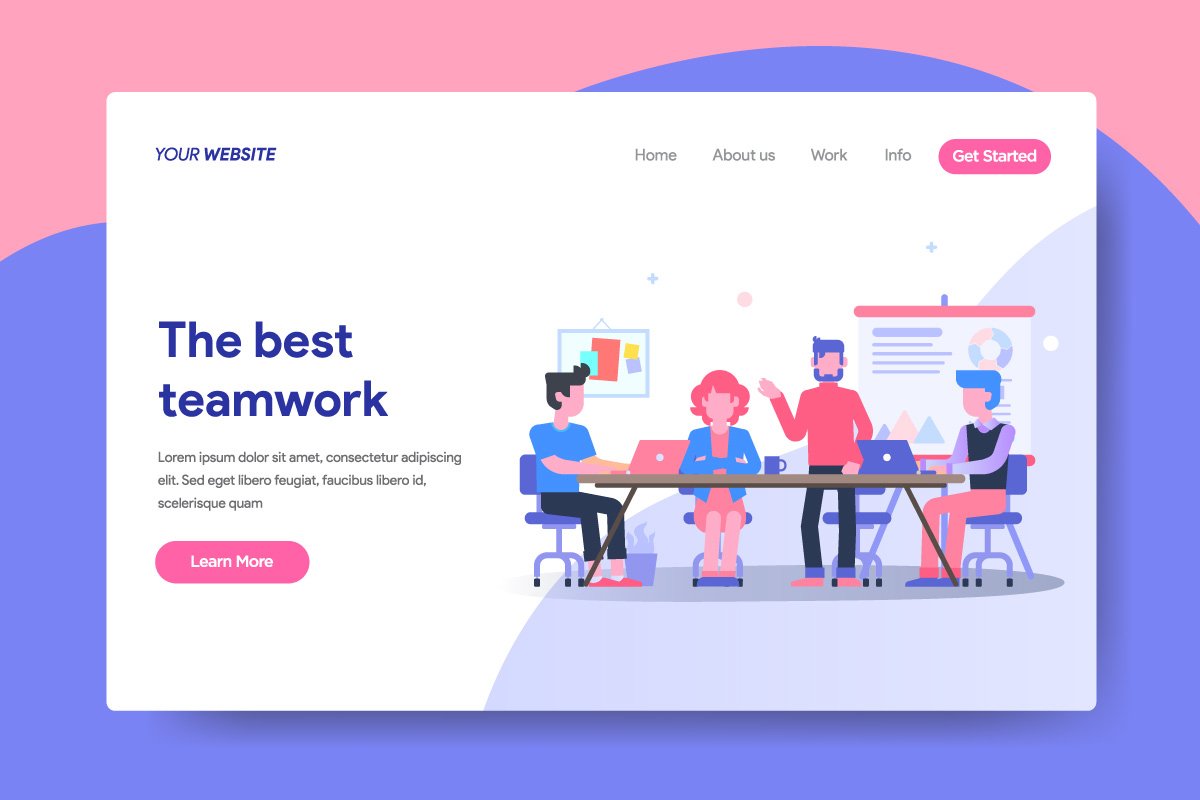 YOUR WEBSITE
Home About us Work Info Get Started
The best
teamwork
Lorem ipsum dolor sit amet, consectetur adipiscing
elit. Sed eget libero feugiat, faucibus libero id,
scelerisque quam
Learn More